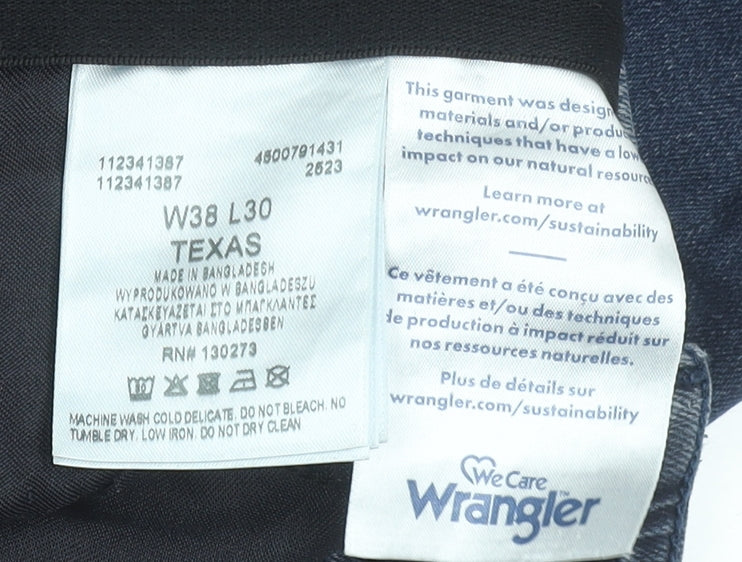 112341387 4500791431
112341387 2523
W38 L30
TEXAS
MADE IN BANGLADESH
WYPRODUKOWANO W BANGLADESZU
ΚΑΤΑΣΚΕΥΑΖΕΤΑΙ ΣΤΟ ΜΠΑΓΚΛΑΝΤΕΣ
GYÁRTVA BANGLADESBEN
RN# 130273
30
MACHINE WASH COLD DELICATE. DO NOT BLEACH. NO
TUMBLE DRY. LOW IRON. DO NOT DRY CLEAN
This garment was design
materials and/or produ
techniques that have a low
impact on our natural resourc
Learn more at
wrangler.com/sustainability
Ce vêtement a été conçu avec des
matières et/ou des techniques
de production à impact réduit sur
nos ressources naturelles.
Plus de détails sur
wrangler.com/sustainability
We Care
Wrangler™